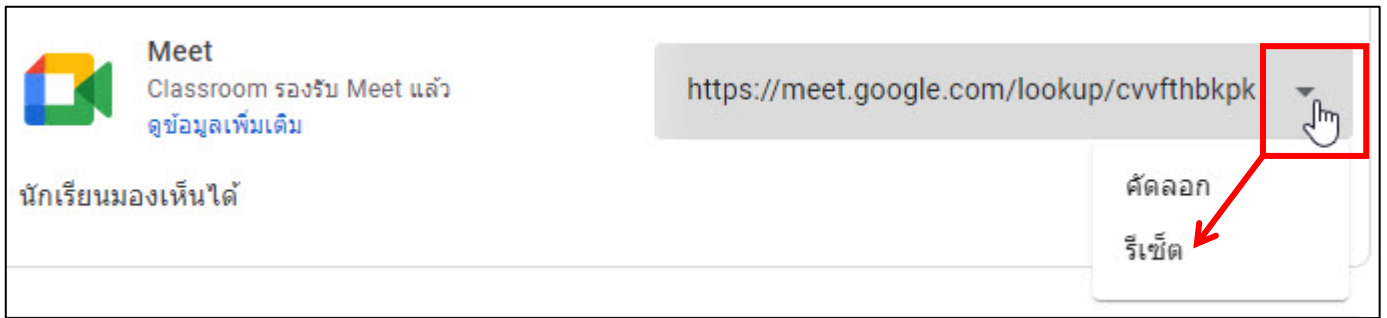 Meet
Classroom รองรับ Meet แล้ว
ดูข้อมูลเพิ่มเติม
https://meet.google.com/lookup/cvvfthbkpk
นักเรียนมองเห็นได้
คัดลอก
รีเซ็ต